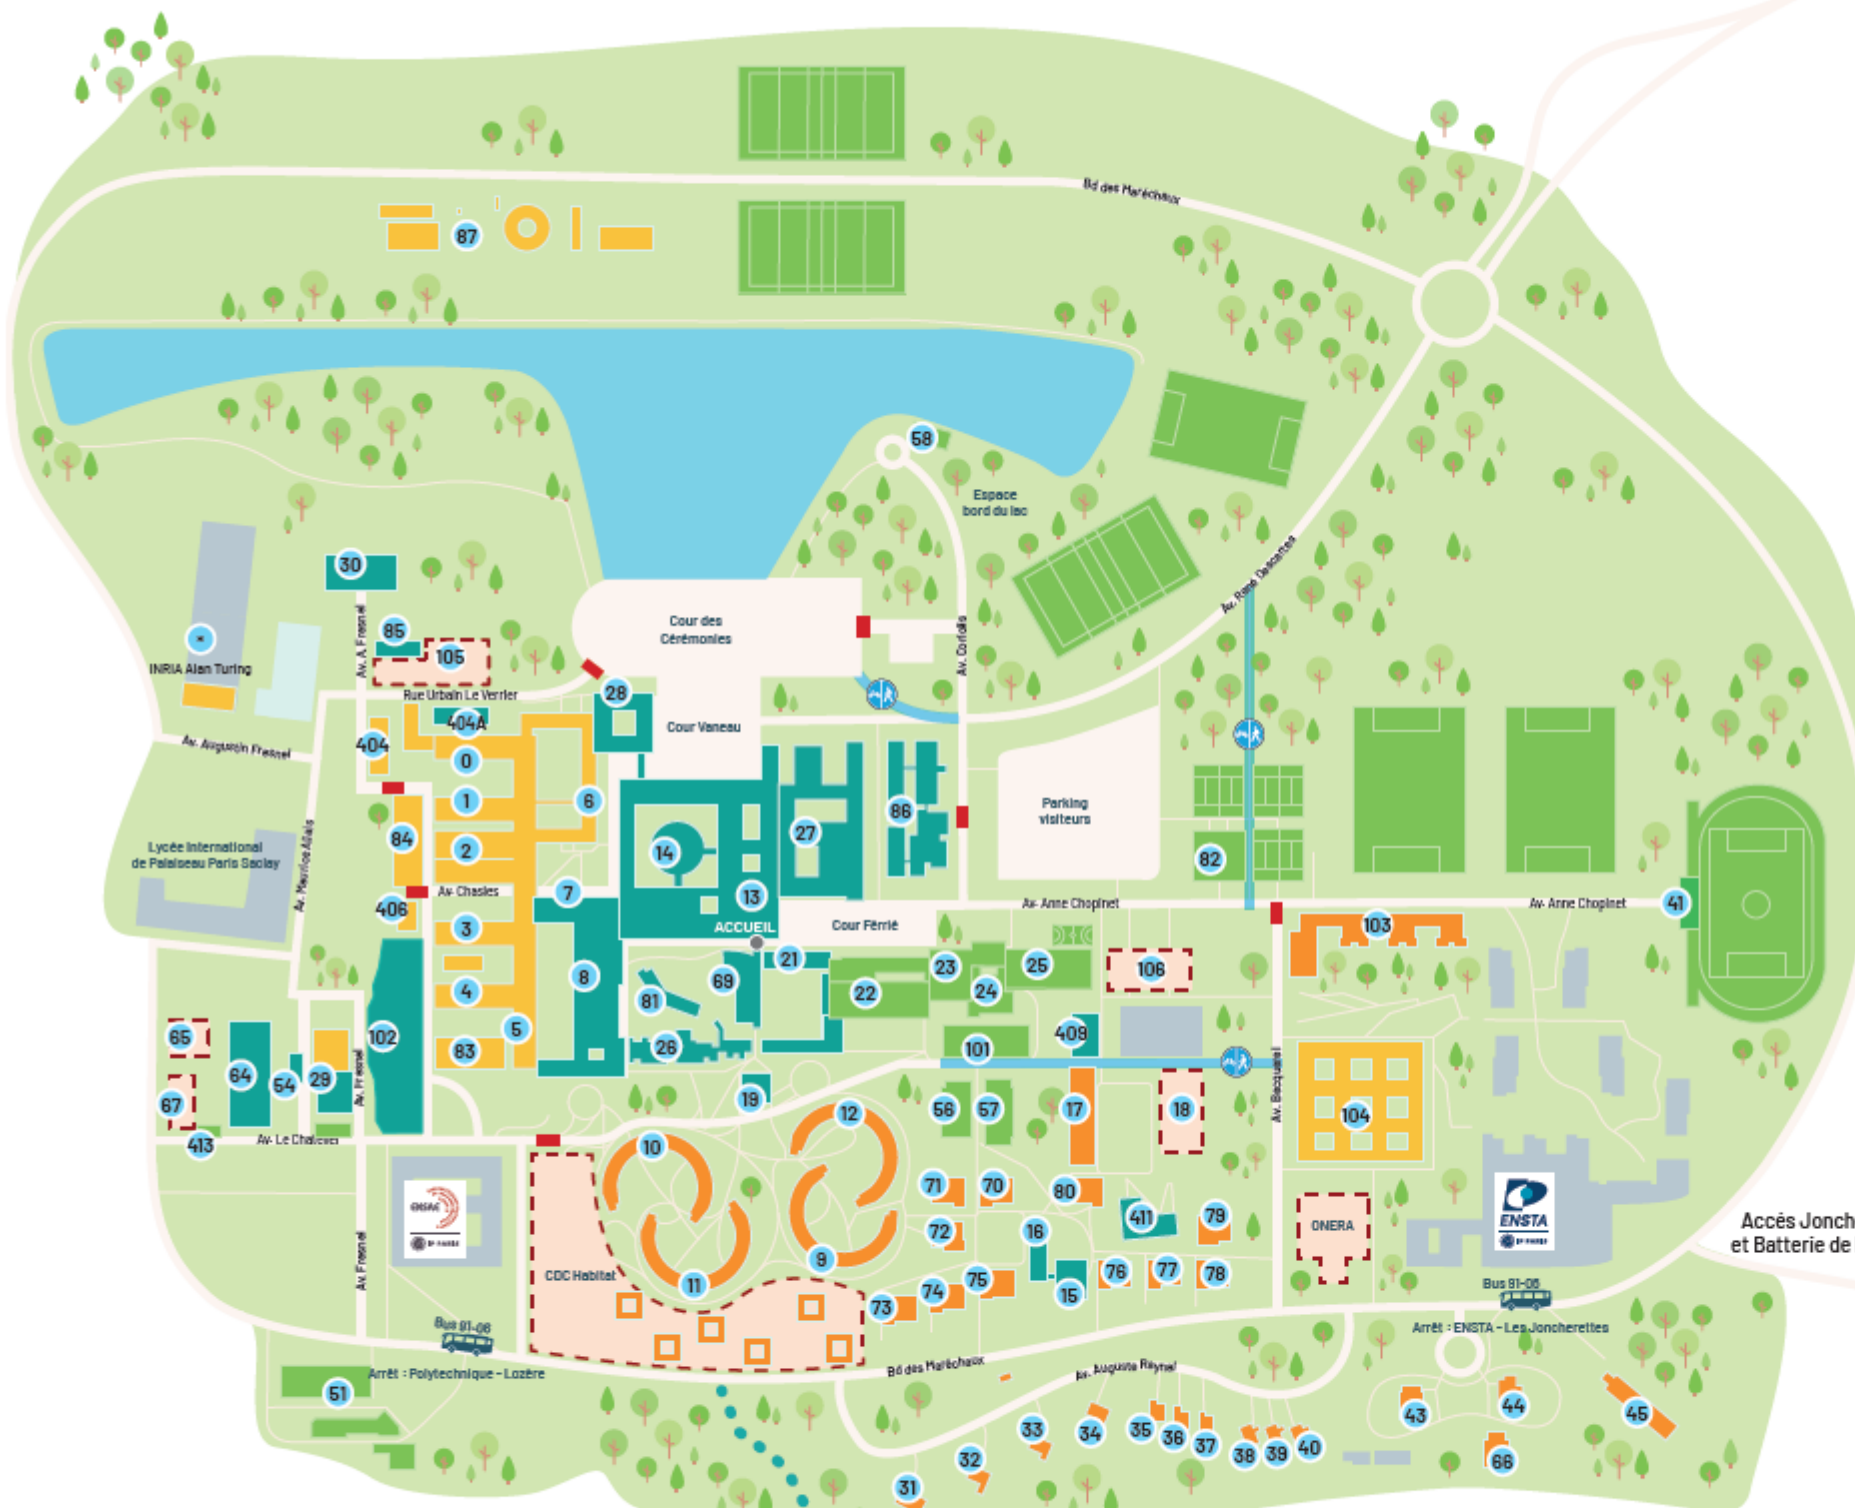 Bd des Maréchaux
87
58
Espace
bord du lac
30
Av. René Descartes
*
INRIA Alan Turing
85
105
Av. A. Fresnel
Cour des
Cérémonies
Av. Coriolis
Rue Urbain Le Verrier
28
404A
404
Cour Vaneau
Av. Augustin Fresnel
0
1
6
84
2
14
27
86
Parking
visiteurs
82
Lycée International
de Palaiseau Paris Saclay
Av. Maurice Allais
Av. Chasles
7
13
406
3
ACCUEIL
Cour Ferrié
Av. Anne Chopinet
Av. Anne Chopinet
41
103
21
8
69
23
25
106
4
81
22
24
65
102
5
26
101
409
83
64
54
29
Av. Fresnel
67
19
12
56
57
17
18
Av. Becquerel
104
413
Av. Le Chatelier
10
71
70
80
ENSAE
IP PARIS
72
16
411
79
ONERA
ENSTA
IP PARIS
Accès Jonch
et Batterie de
Av. Fresnel
CDC Habitat
11
9
73
74
75
15
76
77
78
Bus 91-06
Bus 91-06
Arrêt : Polytechnique - Lozère
Arrêt : ENSTA - Les Joncherettes
Bd des Maréchaux
Av. Auguste Raynal
51
31
32
33
34
35
36
37
38
39
40
43
44
45
66